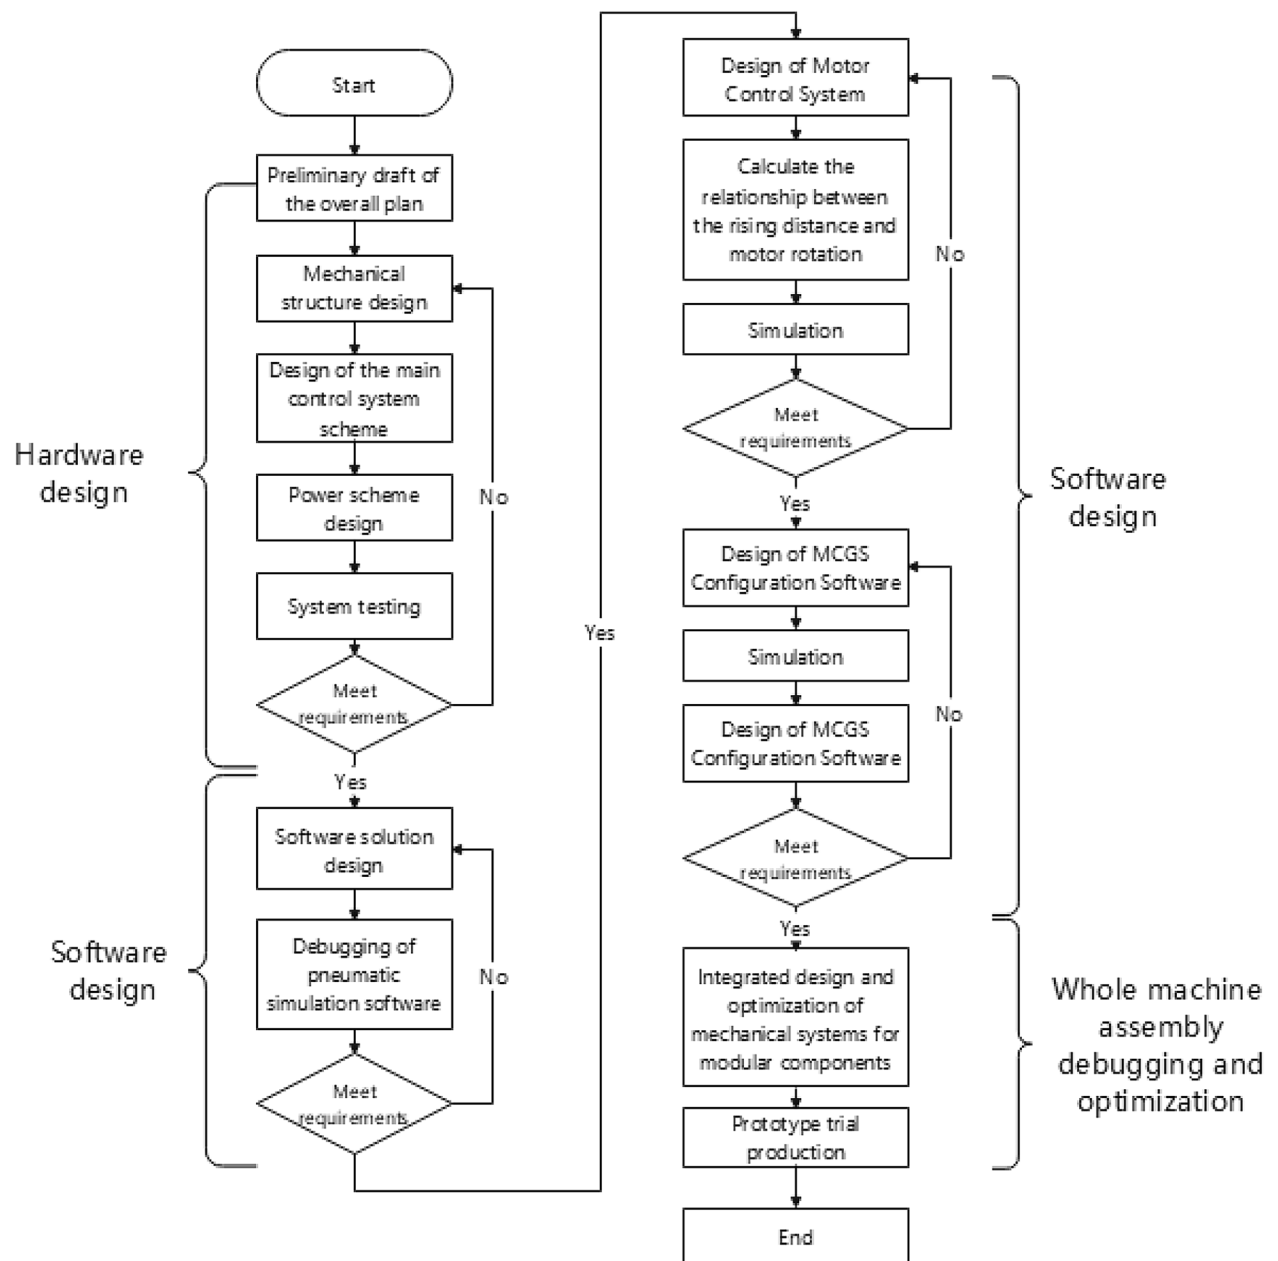 Start
Preliminary draft of
the overall plan
Mechanical
structure design
Design of the main
control system
scheme
Power scheme
design
System testing
Meet
requirements
No
Yes
Hardware
design
Software solution
design
Debugging of
pneumatic
simulation software
Meet
requirements
No
Software
design
Yes
Design of Motor
Control System
Calculate the
relationship between
the rising distance and
motor rotation
Simulation
Meet
requirements
No
Yes
Design of MCGS
Configuration Software
Simulation
Design of MCGS
Configuration Software
Meet
requirements
No
Yes
Software
design
Integrated design and
optimization of
mechanical systems for
modular components
Prototype trial
production
End
Whole machine
assembly
debugging and
optimization